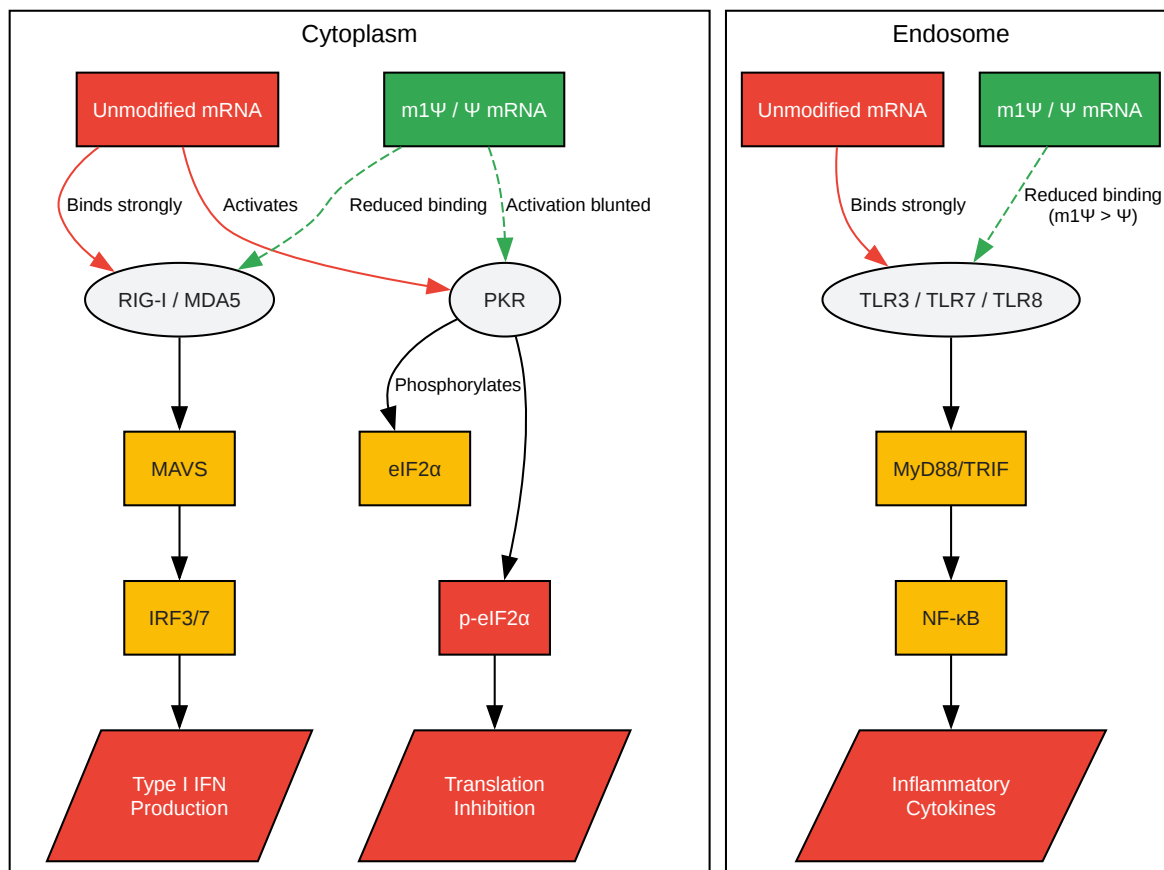 Cytoplasm
Unmodified mRNA
m1Ψ / Ψ mRNA
Binds strongly
Activates
Reduced binding
Activation blunted
RIG-I / MDA5
PKR
Phosphorylates
MAVS
eIF2α
IRF3/7
p-eIF2α
Type I IFN
Production
Translation
Inhibition
Endosome
Unmodified mRNA
m1Ψ / Ψ mRNA
Binds strongly
Reduced binding
(m1Ψ > Ψ)
TLR3 / TLR7 / TLR8
MyD88/TRIF
NF-κB
Inflammatory
Cytokines